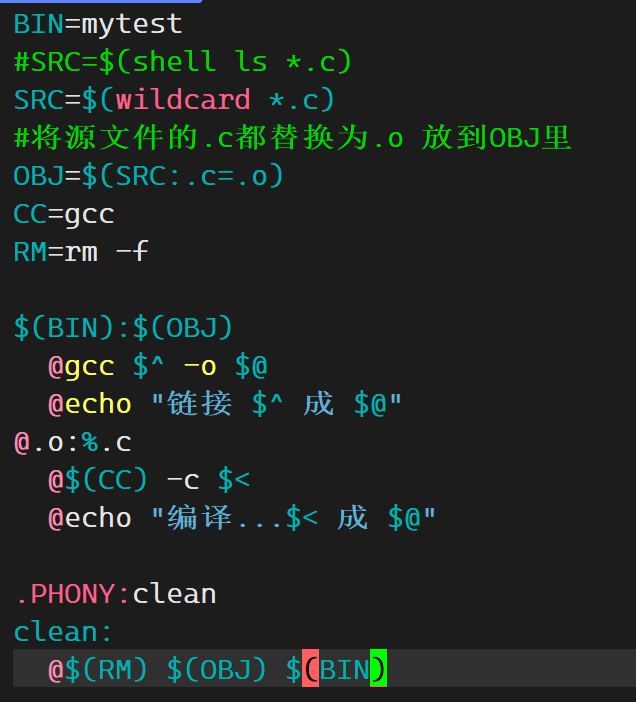 BIN=mytest
#SRC=$(shell ls *.c)
SRC=$(wildcard *.c)
#将源文件的.c都替换为.o 放到OBJ里
OBJ=$(SRC:.c=.o)
CC=gcc
RM=rm -f
$(BIN):$(OBJ)
@gcc $^ -o $@
@echo "链接 $^ 成 $@"
@.o:%.c
@$(CC) -c $<
@echo "编译...$< 成 $@"
.PHONY:clean
clean:
@$(RM) $(OBJ) $(BIN)